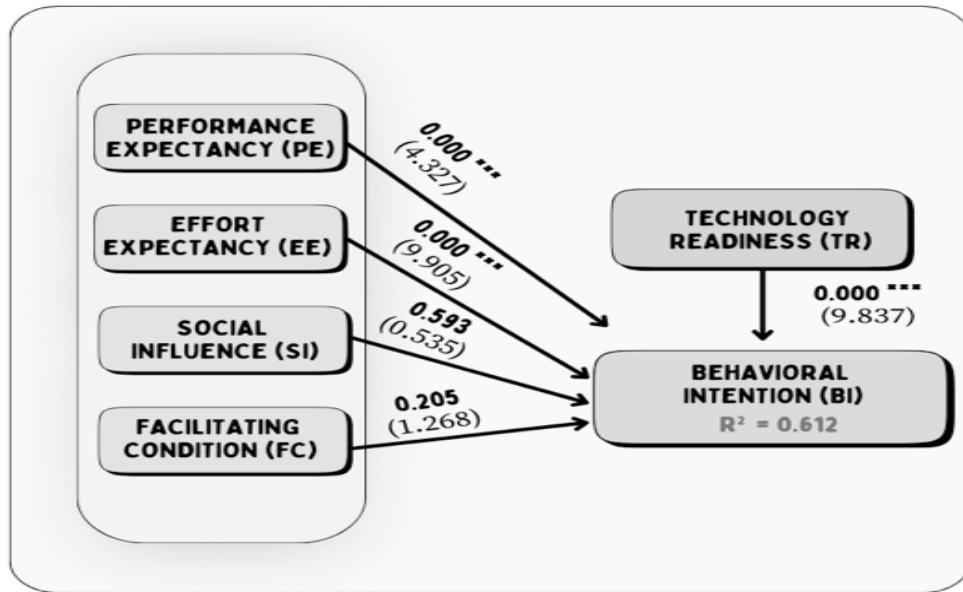 PERFORMANCE
EXPECTANCY (PE)
0.000 ***
(4.327)
EFFORT
EXPECTANCY (EE)
0.000 ***
(9.905)
SOCIAL
INFLUENCE (SI)
0.593
(0.535)
FACILITATING
CONDITION (FC)
0.205
(1.268)
TECHNOLOGY
READINESS (TR)
0.000 ***
(9.837)
BEHAVIORAL
INTENTION (BI)
R² = 0.612